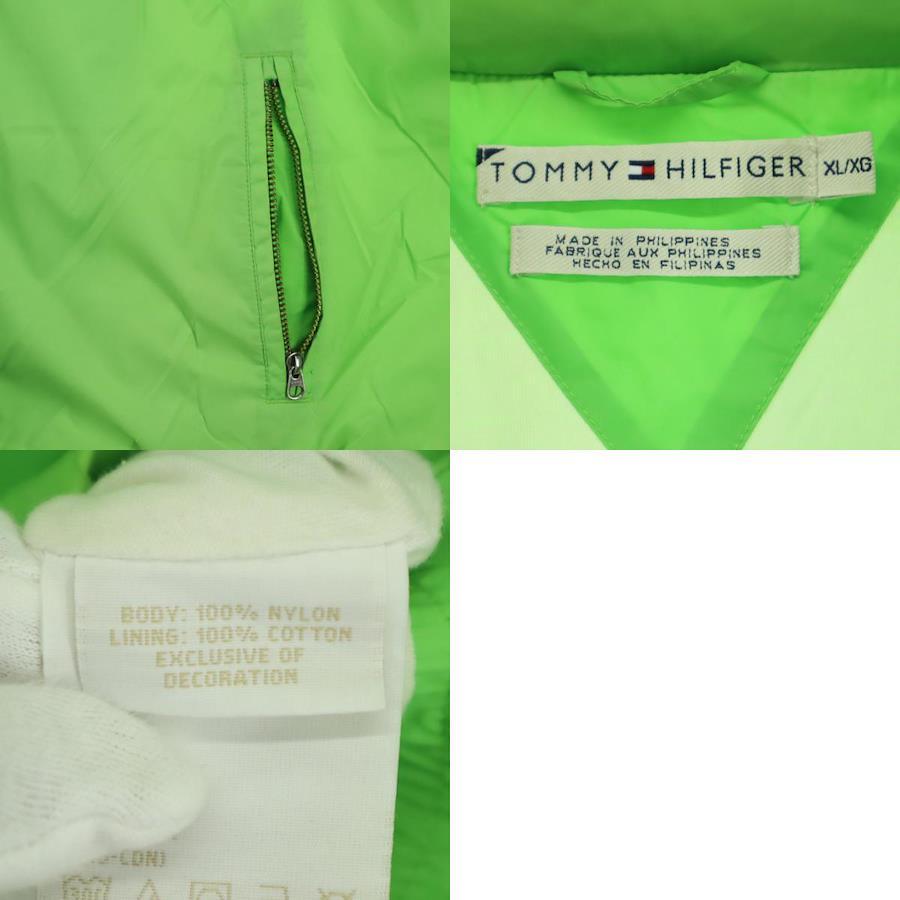 TOMMY HILFIGER XL/XG
MADE IN PHILIPPINES
FABRIQUE AUX PHILIPPINES
HECHO EN FILIPINAS
BODY: 100% NYLON
LINING: 100% COTTON
EXCLUSIVE OF
DECORATION